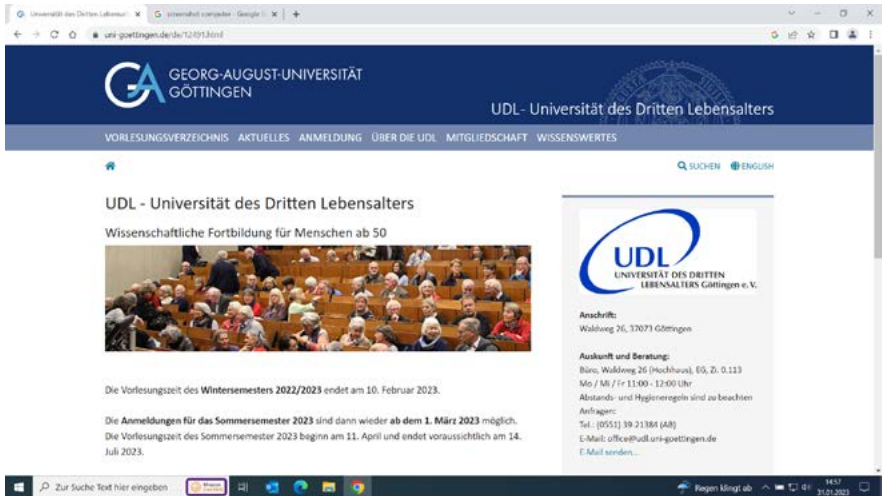 Universität des Dritten Lebensalt
screenshot computer - Google
uni-goettingen.de/de/12491.html
GEORG-AUGUST-UNIVERSITÄT
GÖTTINGEN
UDL- Universität des Dritten Lebensalters
VORLESUNGSVERZEICHNIS AKTUELLES ANMELDUNG ÜBER DIE UDL MITGLIEDSCHAFT WISSENSWERTES
SUCHEN ENGLISH
UDL - Universität des Dritten Lebensalters
Wissenschaftliche Fortbildung für Menschen ab 50
Die Vorlesungszeit des Wintersemesters 2022/2023 endet am 10. Februar 2023.
Die Anmeldungen für das Sommersemester 2023 sind dann wieder ab dem 1. März 2023 möglich.
Die Vorlesungszeit des Sommersemester 2023 beginn am 11. April und endet voraussichtlich am 14.
Juli 2023.
UDL
UNIVERSITÄT DES DRITTEN
LEBENSALTERS Göttingen e. V.
Anschrift:
Waldweg 26, 37073 Göttingen
Auskunft und Beratung:
Büro, Waldweg 26 (Hochhaus), EG, Zi. 0.113
Mo / Mi / Fr 11:00 - 12:00 Uhr
Abstands- und Hygieneregeln sind zu beachten
Anfragen:
Tel.: (0551) 39-21384 (AB)
E-Mail: office@udl.uni-goettingen.de
E-Mail senden...
Zur Suche Text hier eingeben
Regen klingt ab
14:57
31.01.2023